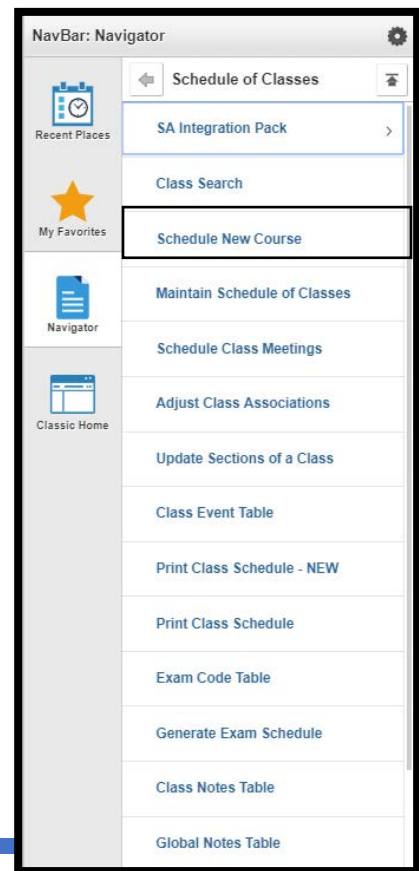 NavBar: Navigator
Schedule of Classes
Recent Places
My Favorites
Navigator
Classic Home
SA Integration Pack
Class Search
Schedule New Course
Maintain Schedule of Classes
Schedule Class Meetings
Adjust Class Associations
Update Sections of a Class
Class Event Table
Print Class Schedule - NEW
Print Class Schedule
Exam Code Table
Generate Exam Schedule
Class Notes Table
Global Notes Table